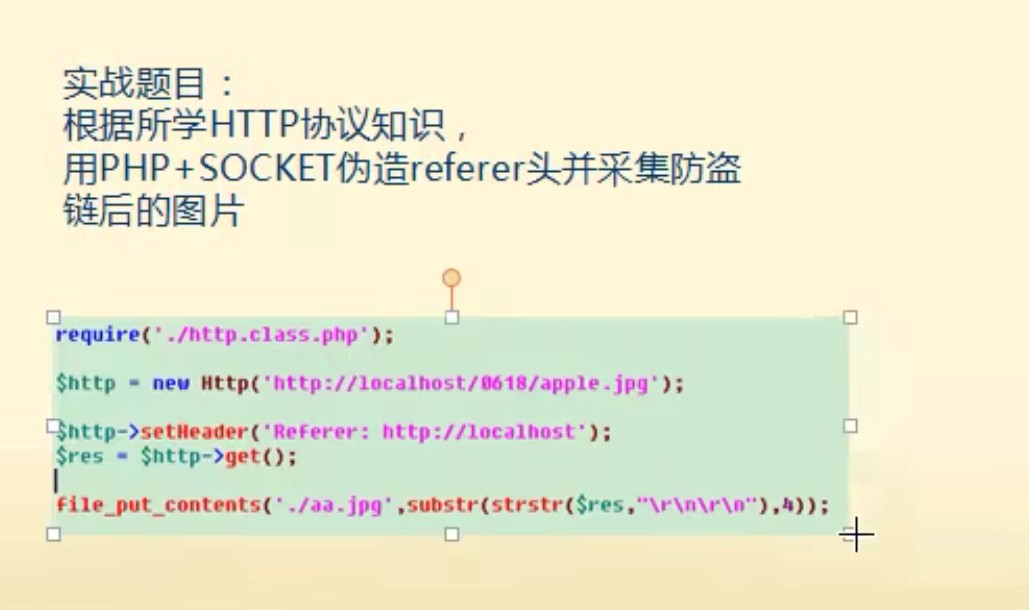 实战题目：
根据所学HTTP协议知识，
用PHP+SOCKET伪造referer头并采集防盗
链后的图片
require('./http.class.php');
$http = new Http('http://localhost/0618/apple.jpg');
$http->setHeader('Referer: http://localhost');
$res = $http->get();
file_put_contents('./aa.jpg',substr(strstr($res,"\r\n\r\n"),4));